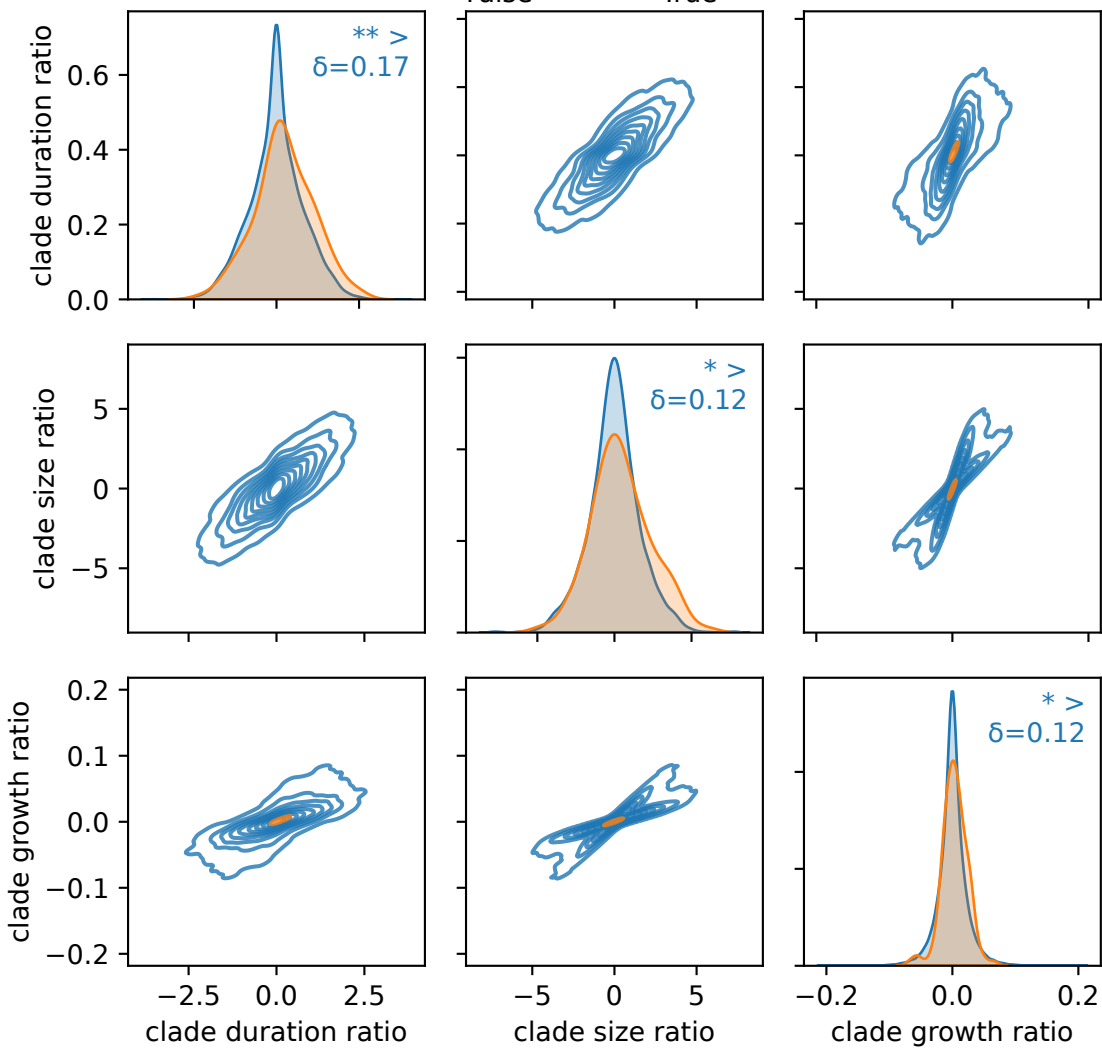 clade duration ratio
0.6
0.4
0.2
0.0
** >
δ=0.17
clade size ratio
5
0
−5
* >
δ=0.12
clade growth ratio
0.2
0.1
0.0
−0.1
−0.2
* >
δ=0.12
−2.5 0.0 2.5
clade duration ratio
−5 0 5
clade size ratio
−0.2 0.0 0.2
clade growth ratio